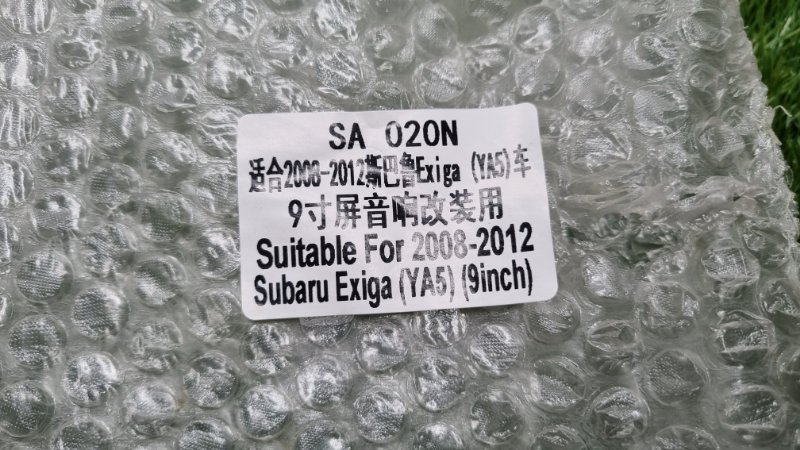 SA 020N
适合2008-2012斯巴鲁Exiga (YA5)车
9寸屏音响改装用
Suitable For 2008-2012
Subaru Exiga (YA5) (9inch)